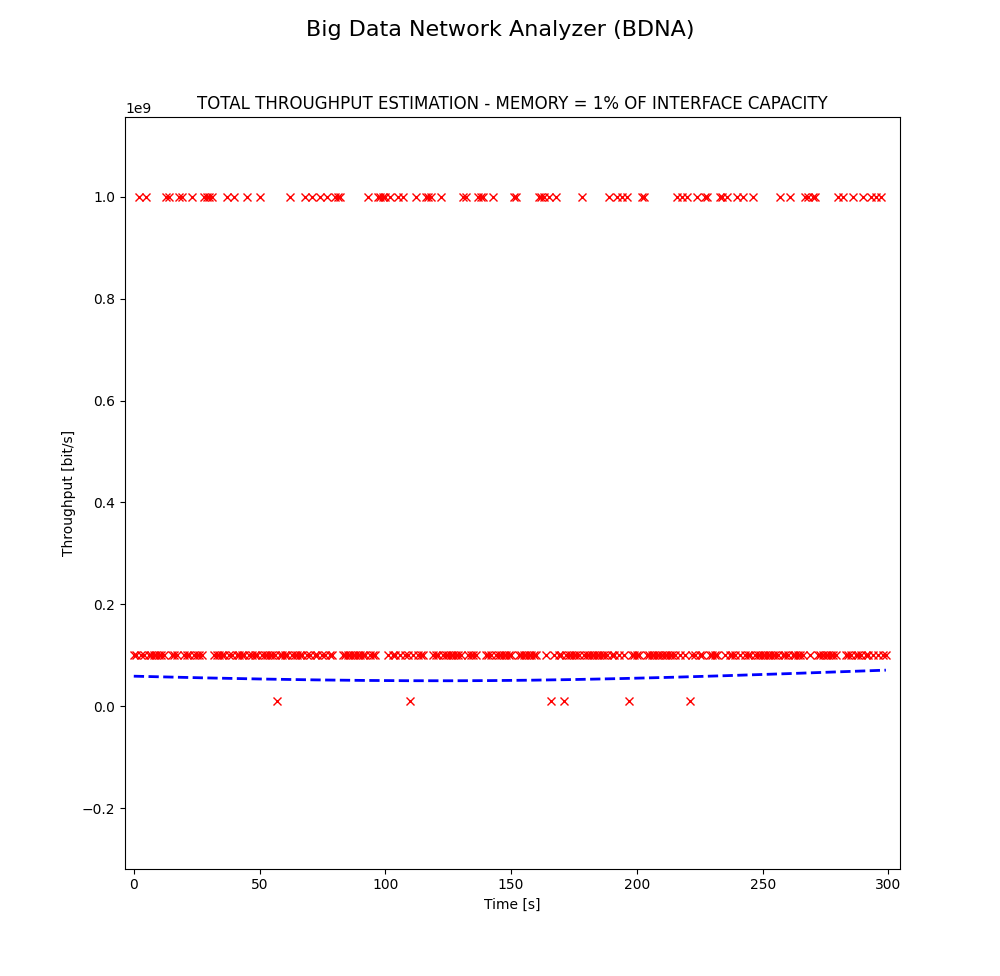 Big Data Network Analyzer (BDNA)
TOTAL THROUGHPUT ESTIMATION - MEMORY = 1% OF INTERFACE CAPACITY
1e9
1.0
0.8
0.6
0.4
0.2
0.0
−0.2
Throughput [bit/s]
0 50 100 150 200 250 300
Time [s]